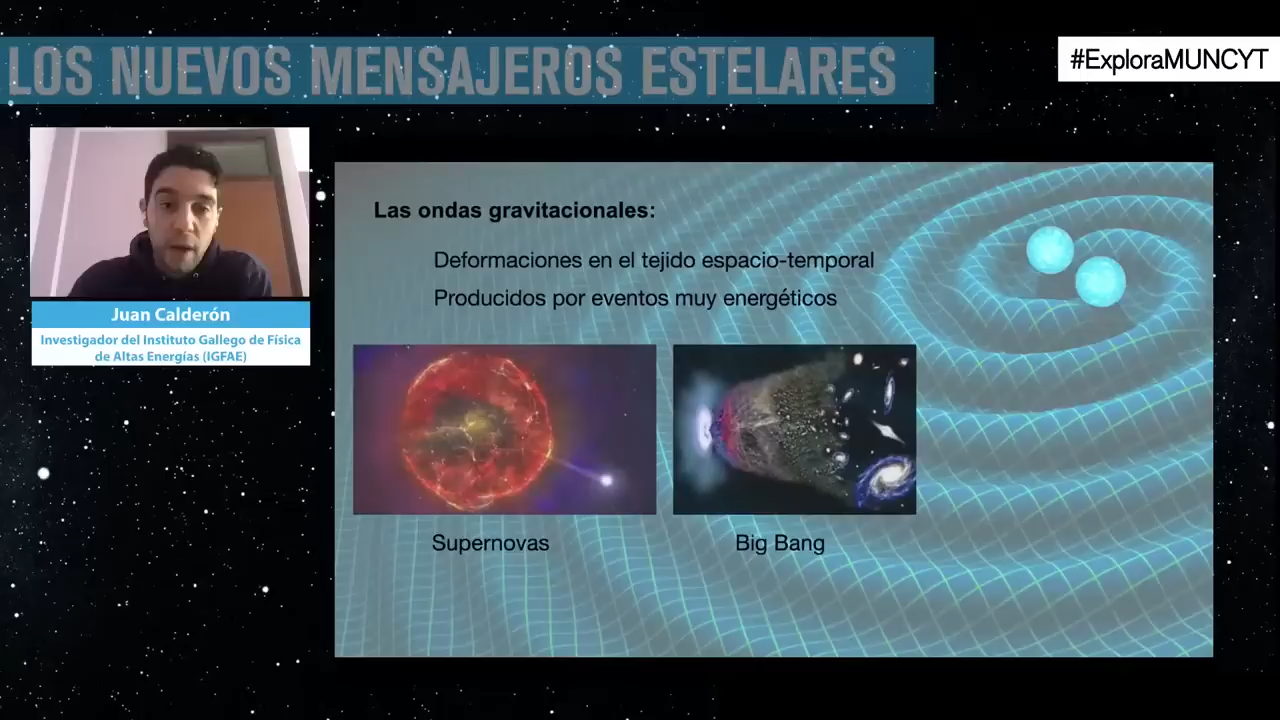 LOS NUEVOS MENSAJEROS ESTELARES
#ExploraMUNCYT
Juan Calderón
Investigador del Instituto Gallego de Física
de Altas Energías (IGFAE)
Las ondas gravitacionales:
Deformaciones en el tejido espacio-temporal
Producidos por eventos muy energéticos
Supernovas
Big Bang